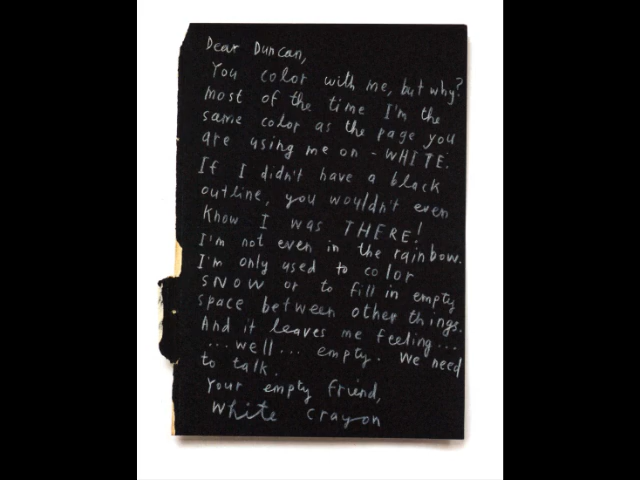 Dear Duncan,
You color with me, but why?
most of the time I'm the
same color as the page you
are using me on - WHITE.
If I didn't have a black
outline, you wouldn't even
know I was THERE!
I'm not even in the rainbow.
I'm only used to color
SNOW or to fill in empty
space between other things.
And it leaves me feeling...
...well... empty. We need
to talk.
Your empty friend,
White crayon